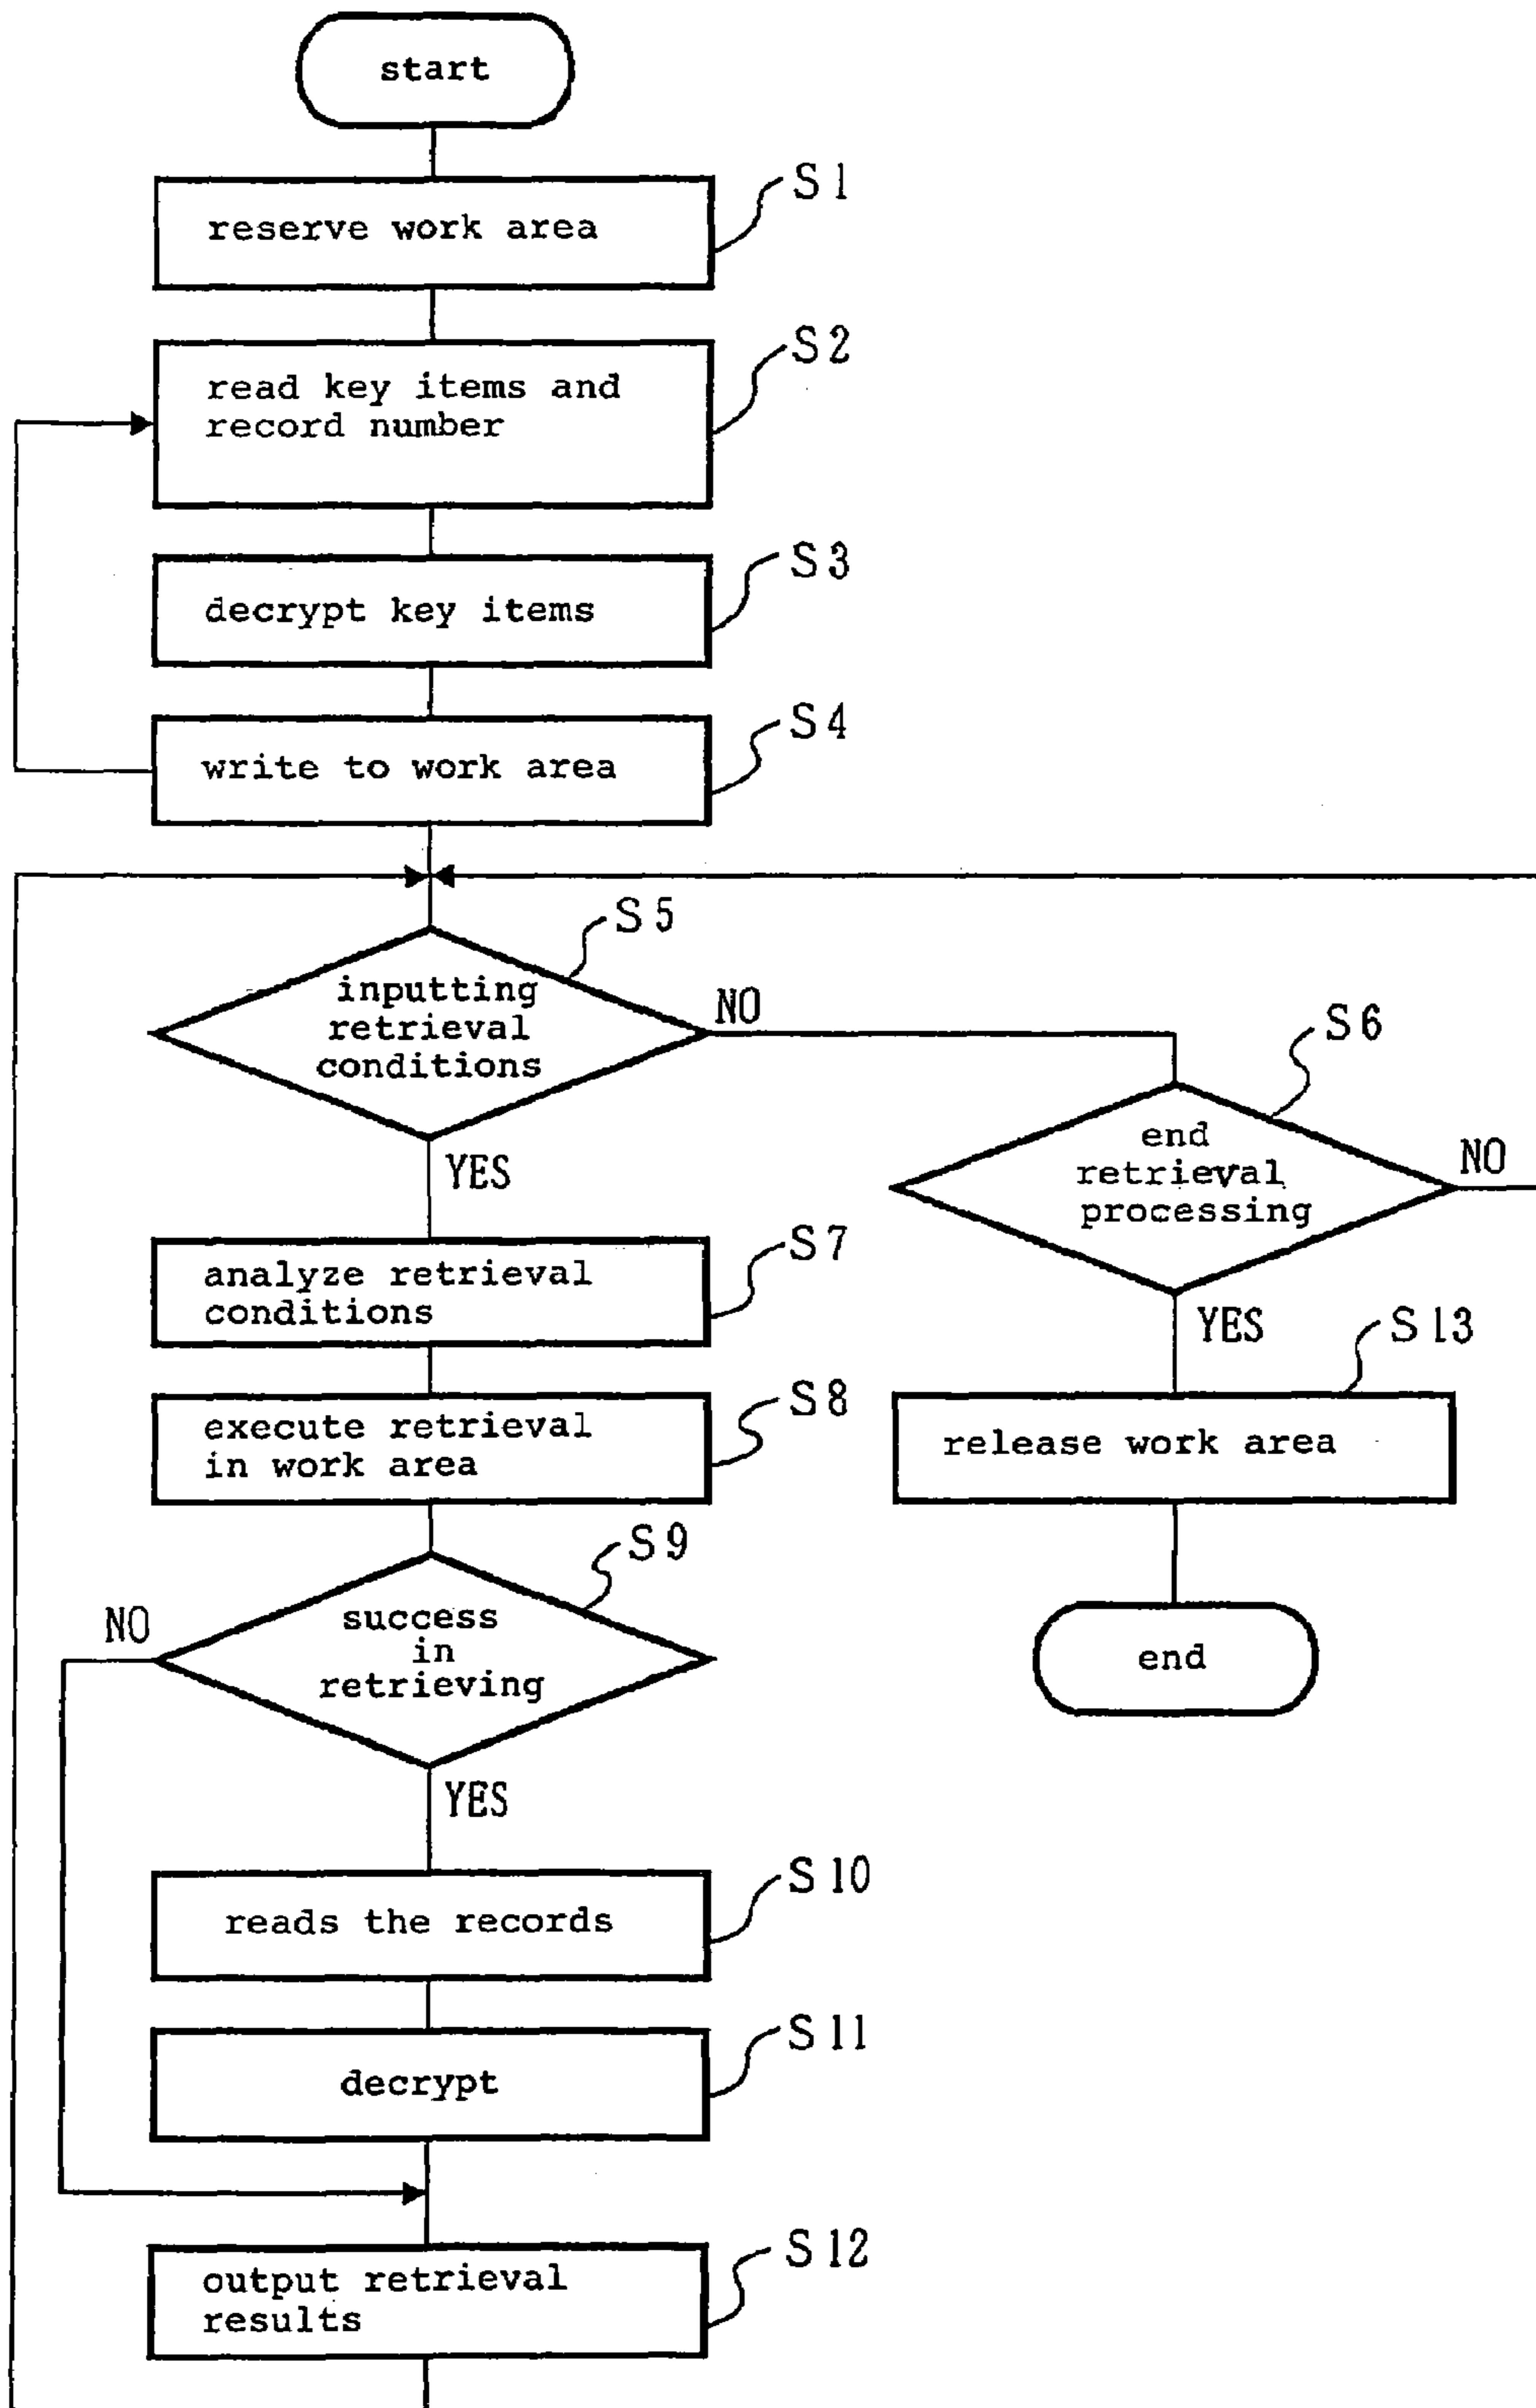 start
S1
reserve work area
S2
read key items and
record number
S3
decrypt key items
S4
write to work area
S5
inputting
retrieval
conditions
NO
YES
S6
end
retrieval
processing
NO
YES
S7
analyze retrieval
conditions
S13
release work area
S8
execute retrieval
in work area
S9
success
in
retrieving
NO
YES
end
S10
reads the records
S11
decrypt
S12
output retrieval
results